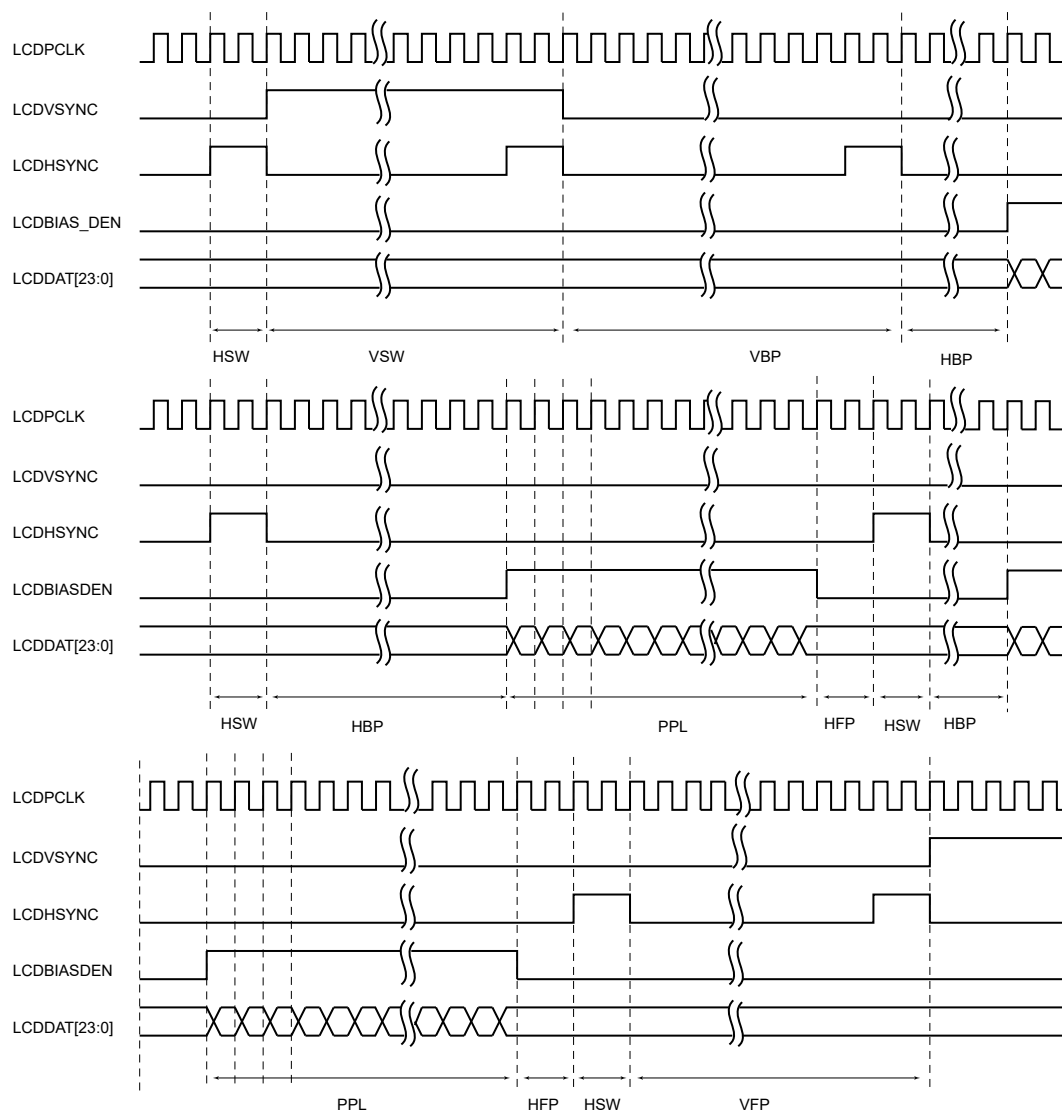 LCDPCLK
LCDVSYNC
LCDHSYNC
LCDBIAS_DEN
LCDDAT[23:0]
HSW VSW VBP HBP
LCDPCLK
LCDVSYNC
LCDHSYNC
LCDBIASDEN
LCDDAT[23:0]
HSW HBP PPL HFP HSW HBP
LCDPCLK
LCDVSYNC
LCDHSYNC
LCDBIASDEN
LCDDAT[23:0]
PPL HFP HSW VFP